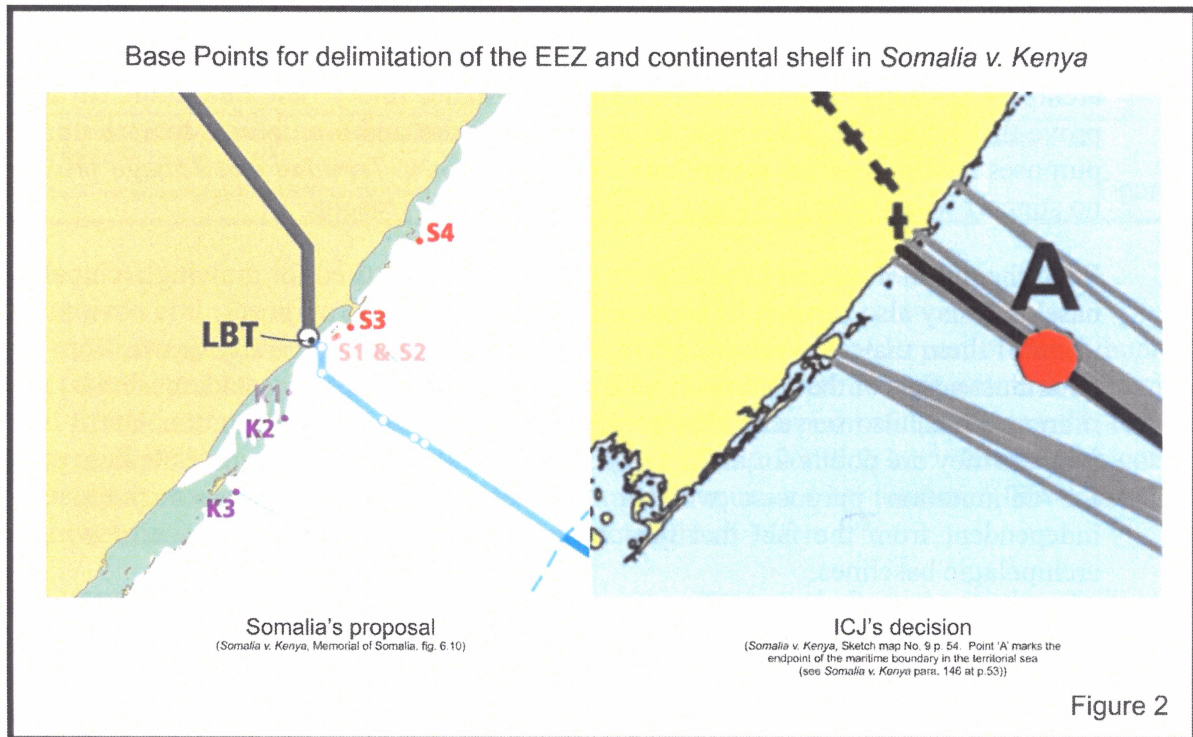 Base Points for delimitation of the EEZ and continental shelf in Somalia v. Kenya
S4
S3
LBT
S1 & S2
K1
K2
K3
A
Somalia's proposal
(Somalia v. Kenya, Memorial of Somalia, fig. 6.10)
ICJ's decision
(Somalia v. Kenya, Sketch map No. 9 p. 54. Point 'A' marks the
endpoint of the maritime boundary in the territorial sea
(see Somalia v. Kenya para. 146 at p.53))
Figure 2